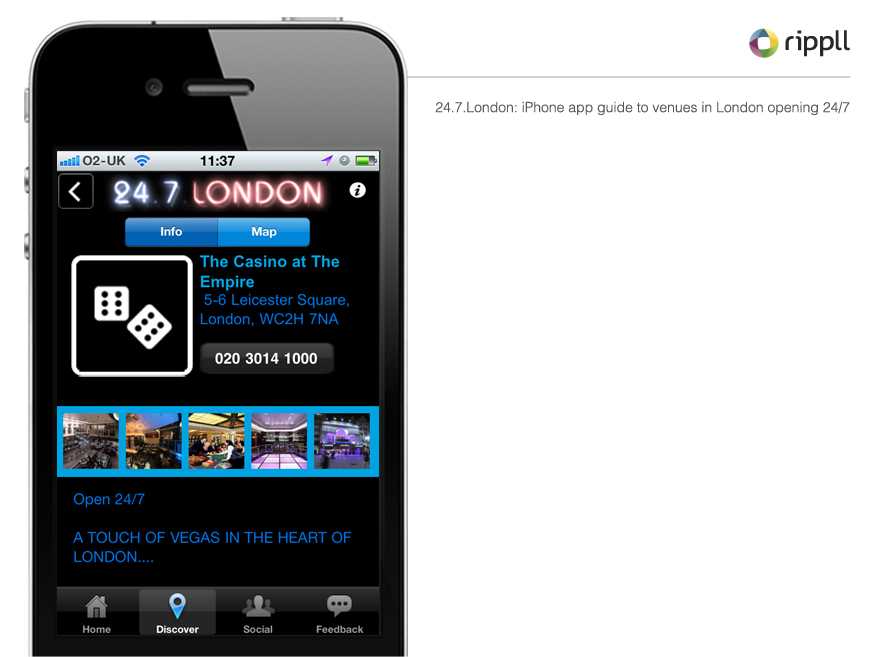 rippll
24.7.London: iPhone app guide to venues in London opening 24/7
O2-UK 11:37
24.7.LONDON
Info Map
The Casino at The
Empire
5-6 Leicester Square,
London, WC2H 7NA
020 3014 1000
Open 24/7
A TOUCH OF VEGAS IN THE HEART OF
LONDON....
Home Discover Social Feedback